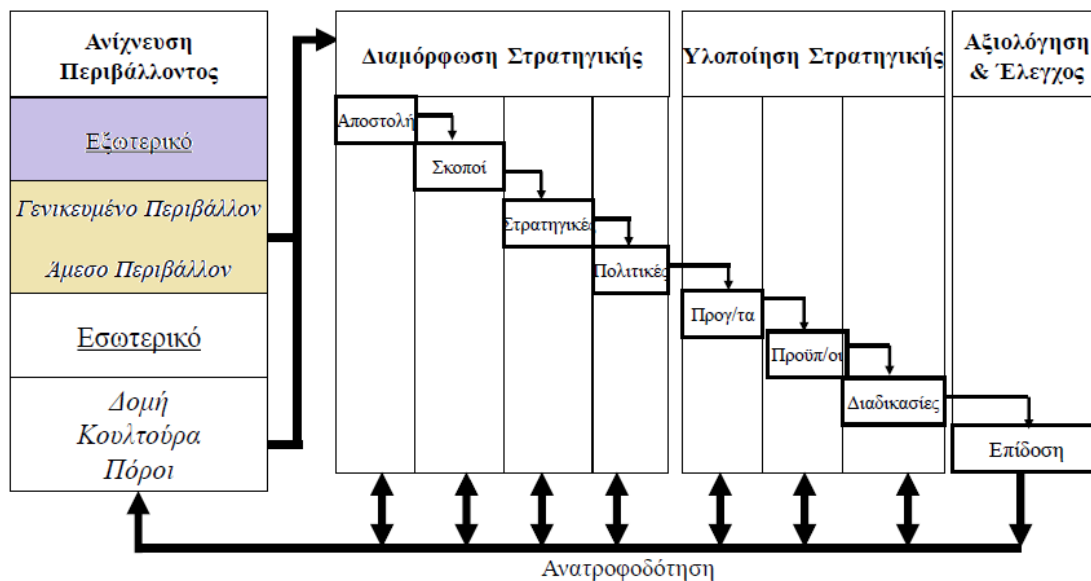 Ανίχνευση
Περιβάλλοντος
Εξωτερικό
Γενικευμένο Περιβάλλον
Άμεσο Περιβάλλον
Εσωτερικό
Δομή
Κουλτούρα
Πόροι
Διαμόρφωση Στρατηγικής
Αποστολή
Σκοποί
Στρατηγικές
Πολιτικές
Υλοποίηση Στρατηγικής
Προγ/τα
Προϋπ/οι
Διαδικασίες
Αξιολόγηση
& Έλεγχος
Επίδοση
Ανατροφοδότηση